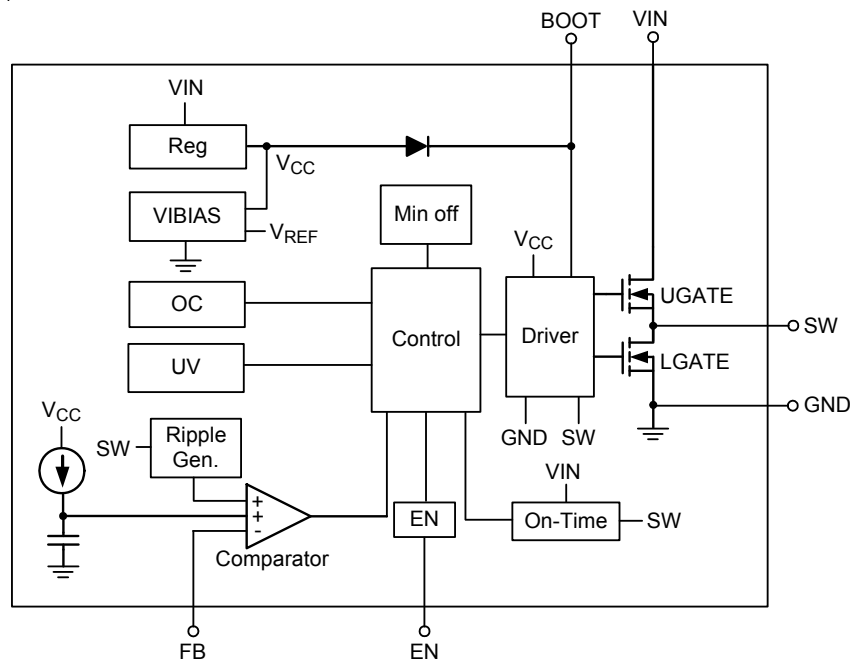 BOOT VIN
VIN
Reg
VCC
VIBIAS
VREF
Min off
VCC
OC
UV
Control
Driver
UGATE
SW
LGATE
GND
GND SW
VCC
SW
Ripple
Gen.
+
+
-
Comparator
EN
VIN
On-Time
SW
FB
EN